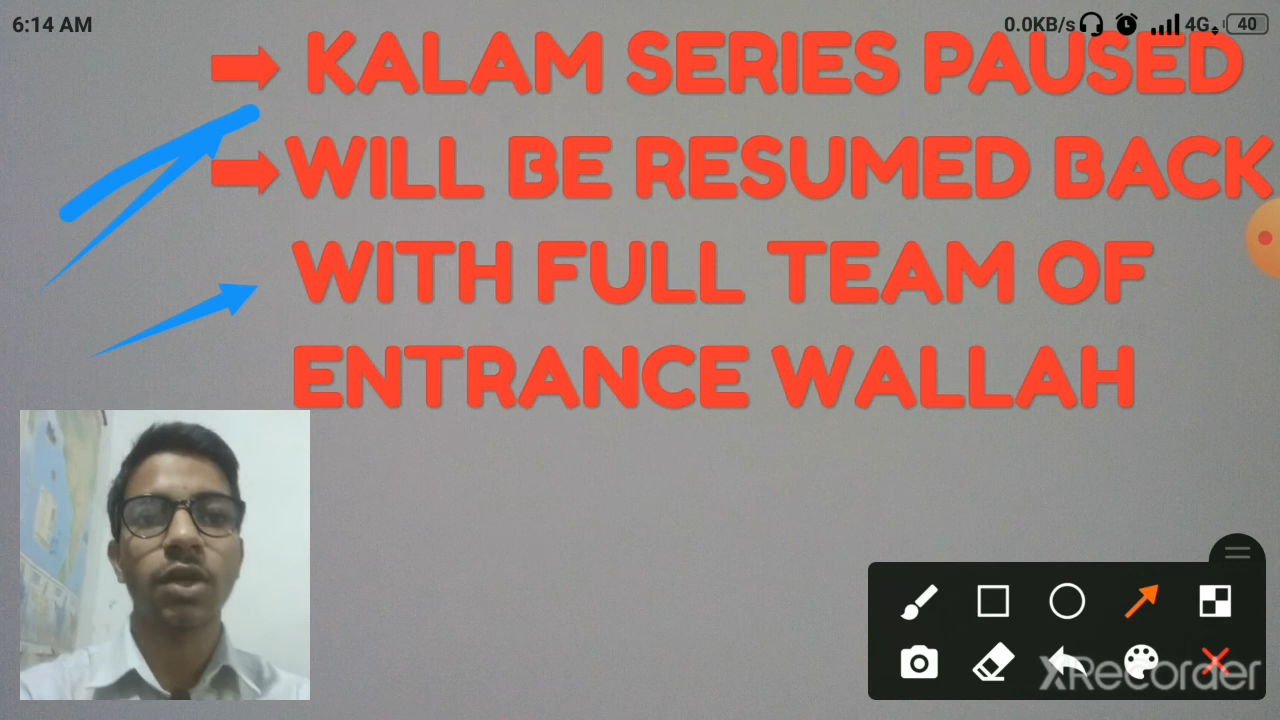 6:14 AM
0.0KB/s 4G 40
KALAM SERIES PAUSED
WILL BE RESUMED BACK
WITH FULL TEAM OF
ENTRANCE WALLAH
XRecorder